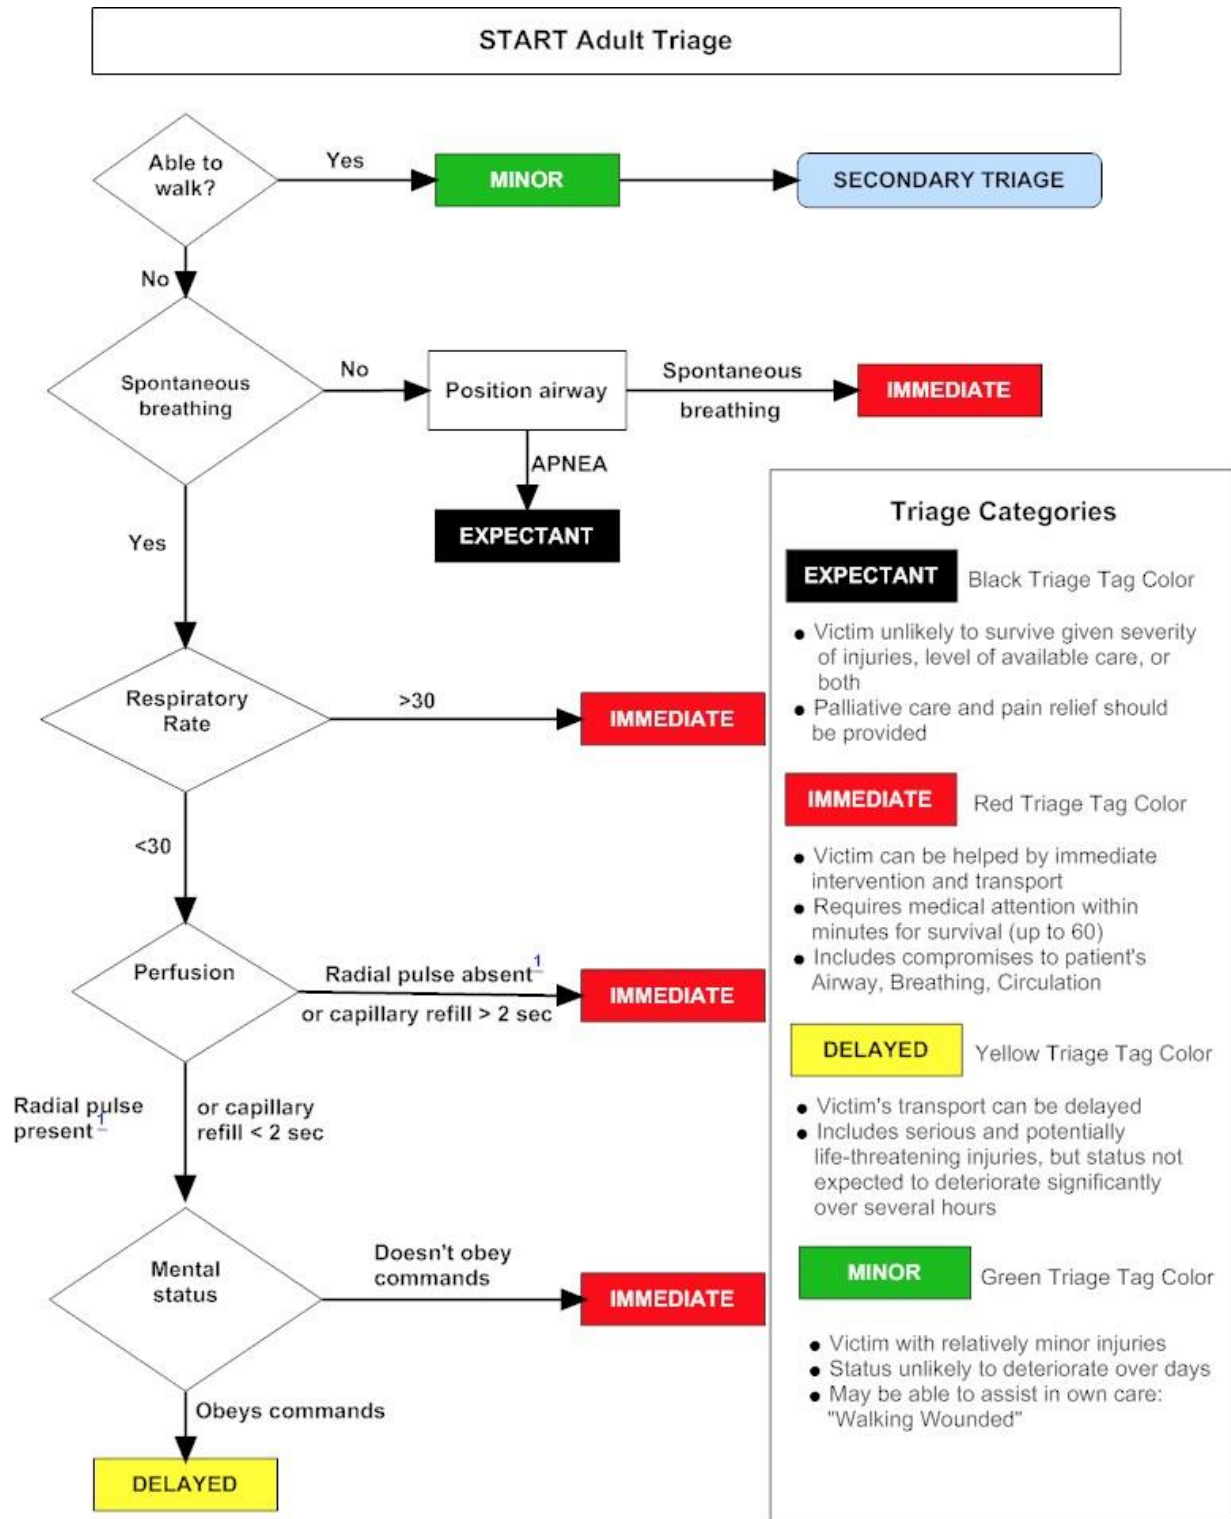 START Adult Triage
Able to
walk?
Yes
MINOR
SECONDARY TRIAGE
No
Spontaneous
breathing
No
Position airway
Spontaneous
breathing
IMMEDIATE
APNEA
EXPECTANT
Yes
Respiratory
Rate
>30
IMMEDIATE
<30
Perfusion
Radial pulse absent 1
or capillary refill > 2 sec
IMMEDIATE
Radial pulse
present 1
or capillary
refill < 2 sec
Mental
status
Doesn't obey
commands
IMMEDIATE
Obeys commands
DELAYED
Triage Categories
EXPECTANT Black Triage Tag Color
● Victim unlikely to survive given severity
of injuries, level of available care, or
both
● Palliative care and pain relief should
be provided
IMMEDIATE Red Triage Tag Color
● Victim can be helped by immediate
intervention and transport
● Requires medical attention within
minutes for survival (up to 60)
● Includes compromises to patient's
Airway, Breathing, Circulation
DELAYED Yellow Triage Tag Color
● Victim's transport can be delayed
● Includes serious and potentially
life-threatening injuries, but status not
expected to deteriorate significantly
over several hours
MINOR Green Triage Tag Color
● Victim with relatively minor injuries
● Status unlikely to deteriorate over days
● May be able to assist in own care:
"Walking Wounded"